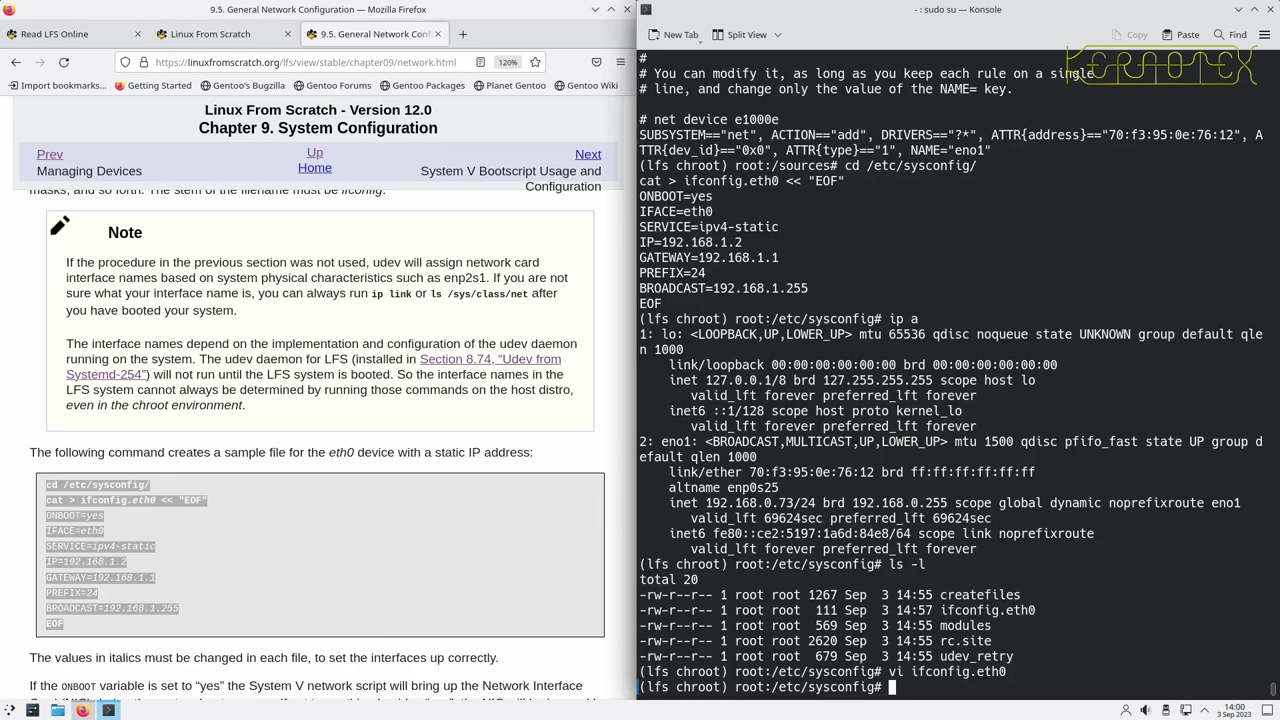 9.5. General Network Configuration — Mozilla Firefox
Read LFS Online
Linux From Scratch
9.5. General Network Conf
https://linuxfromscratch.org/lfs/view/stable/chapter09/network.html
120%
Import bookmarks...
Getting Started
Gentoo's Bugzilla
Gentoo Forums
Gentoo Packages
Planet Gentoo
Gentoo Wiki
Linux From Scratch - Version 12.0
Chapter 9. System Configuration
Prev
Managing Devices
Up
Home
Next
System V Bootscript Usage and
Configuration
masks, and so forth. The stem of the filename must be ifconfig.
Note
If the procedure in the previous section was not used, udev will assign network card
interface names based on system physical characteristics such as enp2s1. If you are not
sure what your interface name is, you can always run ip link or ls /sys/class/net after
you have booted your system.
The interface names depend on the implementation and configuration of the udev daemon
running on the system. The udev daemon for LFS (installed in Section 8.74, “Udev from
Systemd-254”) will not run until the LFS system is booted. So the interface names in the
LFS system cannot always be determined by running those commands on the host distro,
even in the chroot environment.
The following command creates a sample file for the eth0 device with a static IP address:
cd /etc/sysconfig/
cat > ifconfig.eth0 << "EOF"
ONBOOT=yes
IFACE=eth0
SERVICE=ipv4-static
IP=192.168.1.2
GATEWAY=192.168.1.1
PREFIX=24
BROADCAST=192.168.1.255
EOF
The values in italics must be changed in each file, to set the interfaces up correctly.
If the ONBOOT variable is set to “yes” the System V network script will bring up the Network Interface
- : sudo su — Konsole
New Tab
Split View
Copy
Paste
Find
KERNOTEX
#
# You can modify it, as long as you keep each rule on a single
# line, and change only the value of the NAME= key.
# net device e1000e
SUBSYSTEM=="net", ACTION=="add", DRIVERS=="?*", ATTR{address}=="70:f3:95:0e:76:12", A
TTR{dev_id}=="0x0", ATTR{type}=="1", NAME="eno1"
(lfs chroot) root:/sources# cd /etc/sysconfig/
cat > ifconfig.eth0 << "EOF"
ONBOOT=yes
IFACE=eth0
SERVICE=ipv4-static
IP=192.168.1.2
GATEWAY=192.168.1.1
PREFIX=24
BROADCAST=192.168.1.255
EOF
(lfs chroot) root:/etc/sysconfig# ip a
1: lo: <LOOPBACK,UP,LOWER_UP> mtu 65536 qdisc noqueue state UNKNOWN group default qle
n 1000
link/loopback 00:00:00:00:00:00 brd 00:00:00:00:00:00
inet 127.0.0.1/8 brd 127.255.255.255 scope host lo
valid_lft forever preferred_lft forever
inet6 ::1/128 scope host proto kernel_lo
valid_lft forever preferred_lft forever
2: eno1: <BROADCAST,MULTICAST,UP,LOWER_UP> mtu 1500 qdisc pfifo_fast state UP group d
efault qlen 1000
link/ether 70:f3:95:0e:76:12 brd ff:ff:ff:ff:ff:ff
altname enp0s25
inet 192.168.0.73/24 brd 192.168.0.255 scope global dynamic noprefixroute eno1
valid_lft 69624sec preferred_lft 69624sec
inet6 fe80::ce2:5197:1a6d:84e8/64 scope link noprefixroute
valid_lft forever preferred_lft forever
(lfs chroot) root:/etc/sysconfig# ls -l
total 20
-rw-r--r-- 1 root root 1267 Sep  3 14:55 createfiles
-rw-r--r-- 1 root root  111 Sep  3 14:57 ifconfig.eth0
-rw-r--r-- 1 root root  569 Sep  3 14:55 modules
-rw-r--r-- 1 root root 2620 Sep  3 14:55 rc.site
-rw-r--r-- 1 root root  679 Sep  3 14:55 udev_retry
(lfs chroot) root:/etc/sysconfig# vl ifconfig.eth0
(lfs chroot) root:/etc/sysconfig#
14:00
3 Sep 2023